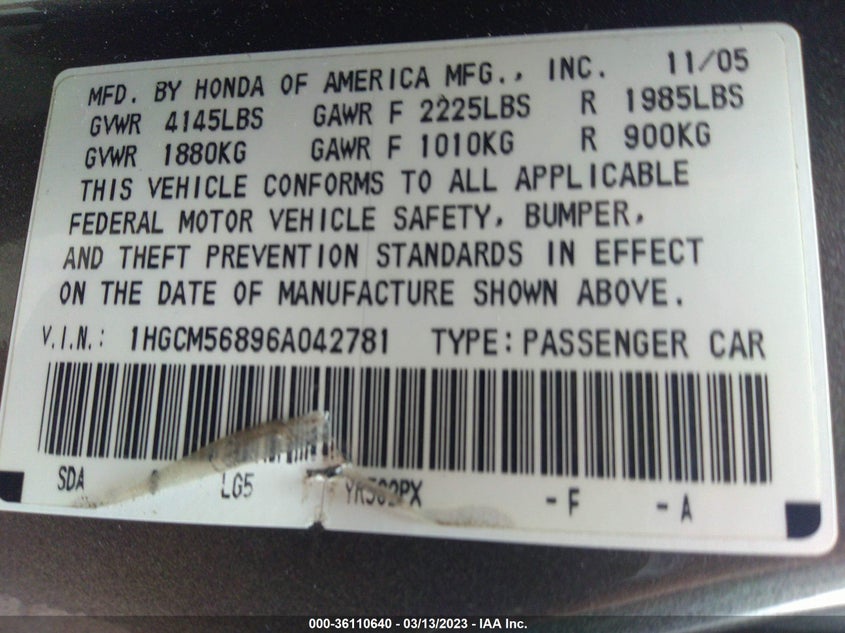 MFD. BY HONDA OF AMERICA MFG., INC. 11/05
GVWR 4145LBS GAWR F 2225LBS R 1985LBS
GVWR 1880KG GAWR F 1010KG R 900KG
THIS VEHICLE CONFORMS TO ALL APPLICABLE
FEDERAL MOTOR VEHICLE SAFETY, BUMPER,
AND THEFT PREVENTION STANDARDS IN EFFECT
ON THE DATE OF MANUFACTURE SHOWN ABOVE.
V.I.N.: 1HGCM56896A042781 TYPE: PASSENGER CAR
SDA LG5 -F -A
000-36110640 - 03/13/2023 - IAA Inc.